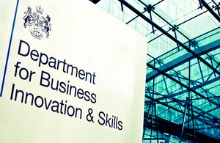 Department
for Business
Innovation & Skills